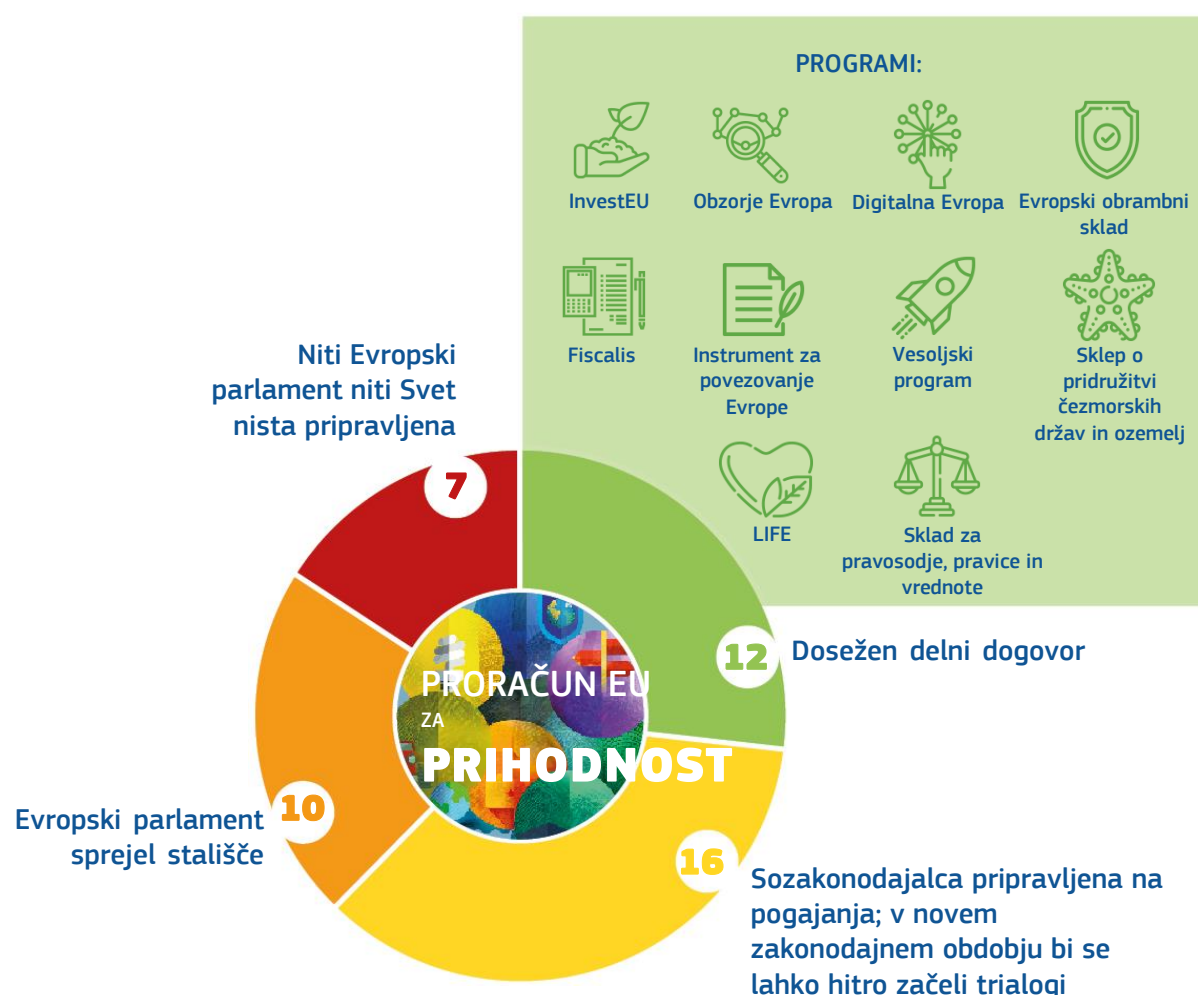 PROGRAMI:
InvestEU
Obzorje Evropa
Digitalna Evropa
Evropski obrambni
sklad
Fiscalis
Instrument za
povezovanje
Evrope
Vesoljski
program
Sklep o
pridružitvi
čezmorskih
držav in ozemelj
LIFE
Sklad za
pravosodje, pravice in
vrednote
Niti Evropski
parlament niti Svet
nista pripravljena
7
12
Dosežen delni dogovor
PRORAČUN EU
ZA
PRIHODNOST
10
Evropski parlament
sprejel stališče
16
Sozakonodajalca pripravljena na
pogajanja; v novem
zakonodajnem obdobju bi se
lahko hitro začeli trialogi